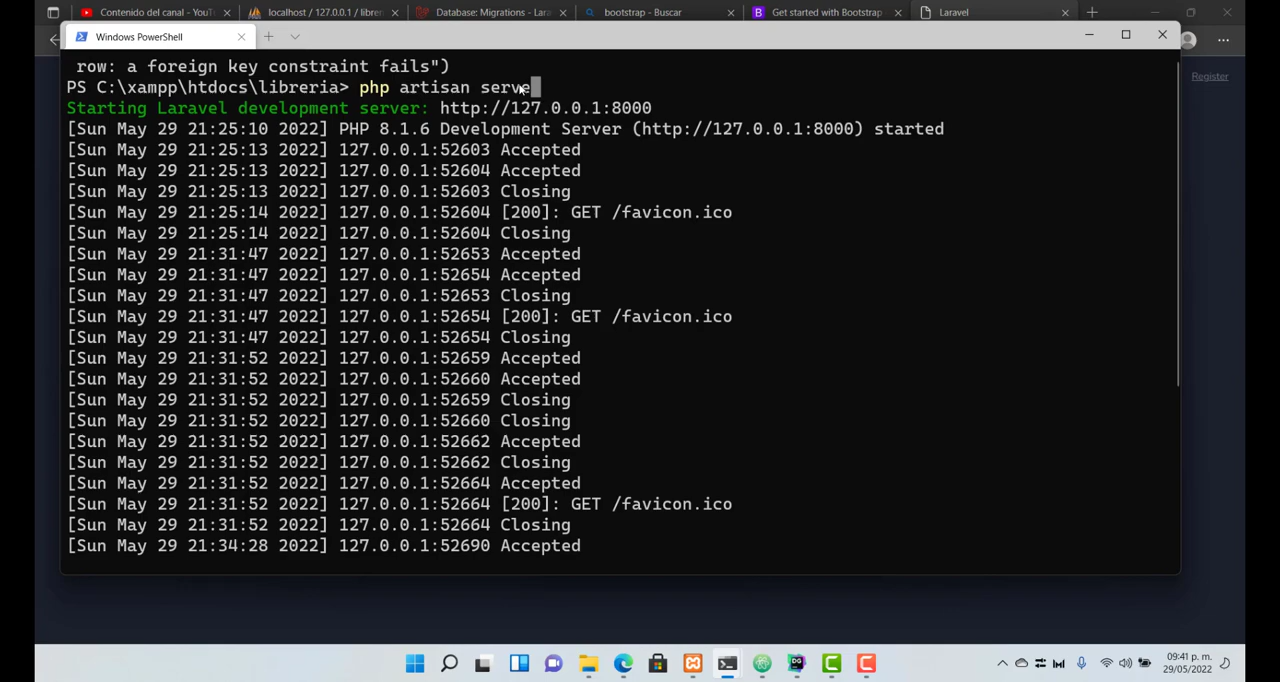 Contenido del canal - YouT
localhost / 127.0.0.1 / librer
Database: Migrations - Lara
bootstrap - Buscar
Get started with Bootstrap
Laravel
Windows PowerShell
Register
row: a foreign key constraint fails")
PS C:\xampp\htdocs\libreria> php artisan serve
Starting Laravel development server: http://127.0.0.1:8000
[Sun May 29 21:25:10 2022] PHP 8.1.6 Development Server (http://127.0.0.1:8000) started
[Sun May 29 21:25:13 2022] 127.0.0.1:52603 Accepted
[Sun May 29 21:25:13 2022] 127.0.0.1:52604 Accepted
[Sun May 29 21:25:13 2022] 127.0.0.1:52603 Closing
[Sun May 29 21:25:14 2022] 127.0.0.1:52604 [200]: GET /favicon.ico
[Sun May 29 21:25:14 2022] 127.0.0.1:52604 Closing
[Sun May 29 21:31:47 2022] 127.0.0.1:52653 Accepted
[Sun May 29 21:31:47 2022] 127.0.0.1:52654 Accepted
[Sun May 29 21:31:47 2022] 127.0.0.1:52653 Closing
[Sun May 29 21:31:47 2022] 127.0.0.1:52654 [200]: GET /favicon.ico
[Sun May 29 21:31:47 2022] 127.0.0.1:52654 Closing
[Sun May 29 21:31:52 2022] 127.0.0.1:52659 Accepted
[Sun May 29 21:31:52 2022] 127.0.0.1:52660 Accepted
[Sun May 29 21:31:52 2022] 127.0.0.1:52659 Closing
[Sun May 29 21:31:52 2022] 127.0.0.1:52660 Closing
[Sun May 29 21:31:52 2022] 127.0.0.1:52662 Accepted
[Sun May 29 21:31:52 2022] 127.0.0.1:52662 Closing
[Sun May 29 21:31:52 2022] 127.0.0.1:52664 Accepted
[Sun May 29 21:31:52 2022] 127.0.0.1:52664 [200]: GET /favicon.ico
[Sun May 29 21:31:52 2022] 127.0.0.1:52664 Closing
[Sun May 29 21:34:28 2022] 127.0.0.1:52690 Accepted
09:41 p. m.
29/05/2022